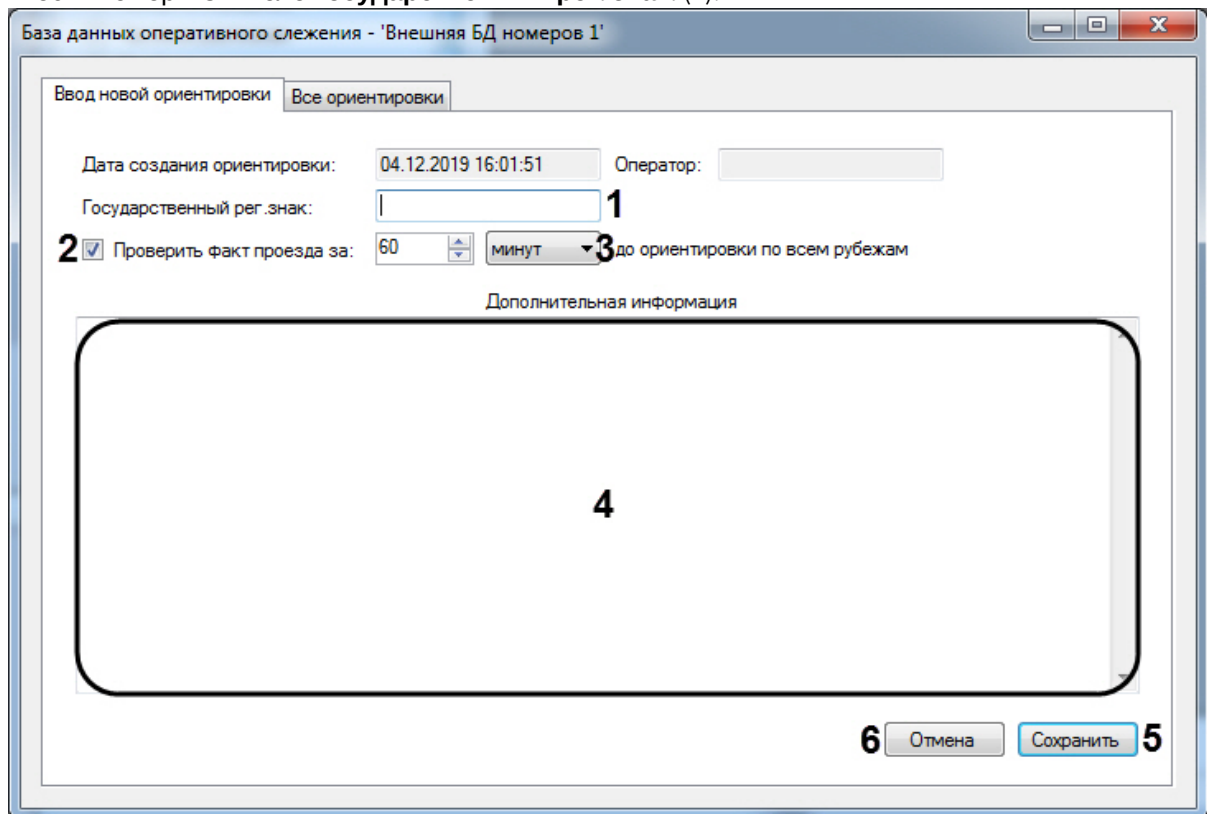 База данных оперативного слежения - 'Внешняя БД номеров 1'
Ввод новой ориентировки Все ориентировки
Дата создания ориентировки: 04.12.2019 16:01:51 Оператор:
Государственный рег.знак: 1
2 Проверить факт проезда за: 60 минут 3 до ориентировки по всем рубежам
Дополнительная информация
4
6 Отмена Сохранить 5